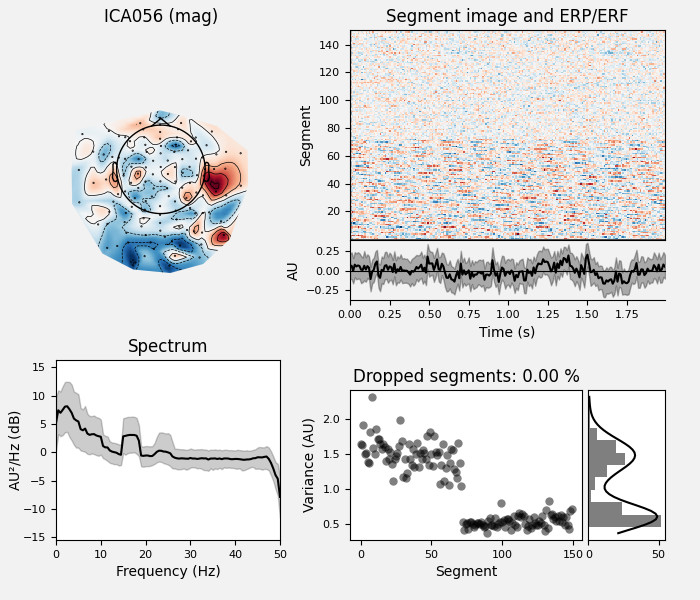 ICA056 (mag)
Segment image and ERP/ERF
Segment
140
120
100
80
60
40
20
AU
0.25
0.00
−0.25
0.00 0.25 0.50 0.75 1.00 1.25 1.50 1.75
Time (s)
Spectrum
AU²/Hz (dB)
15
10
5
0
−5
−10
−15
0 10 20 30 40 50
Frequency (Hz)
Dropped segments: 0.00 %
Variance (AU)
2.0
1.5
1.0
0.5
0 50 100 150
0 50
Segment